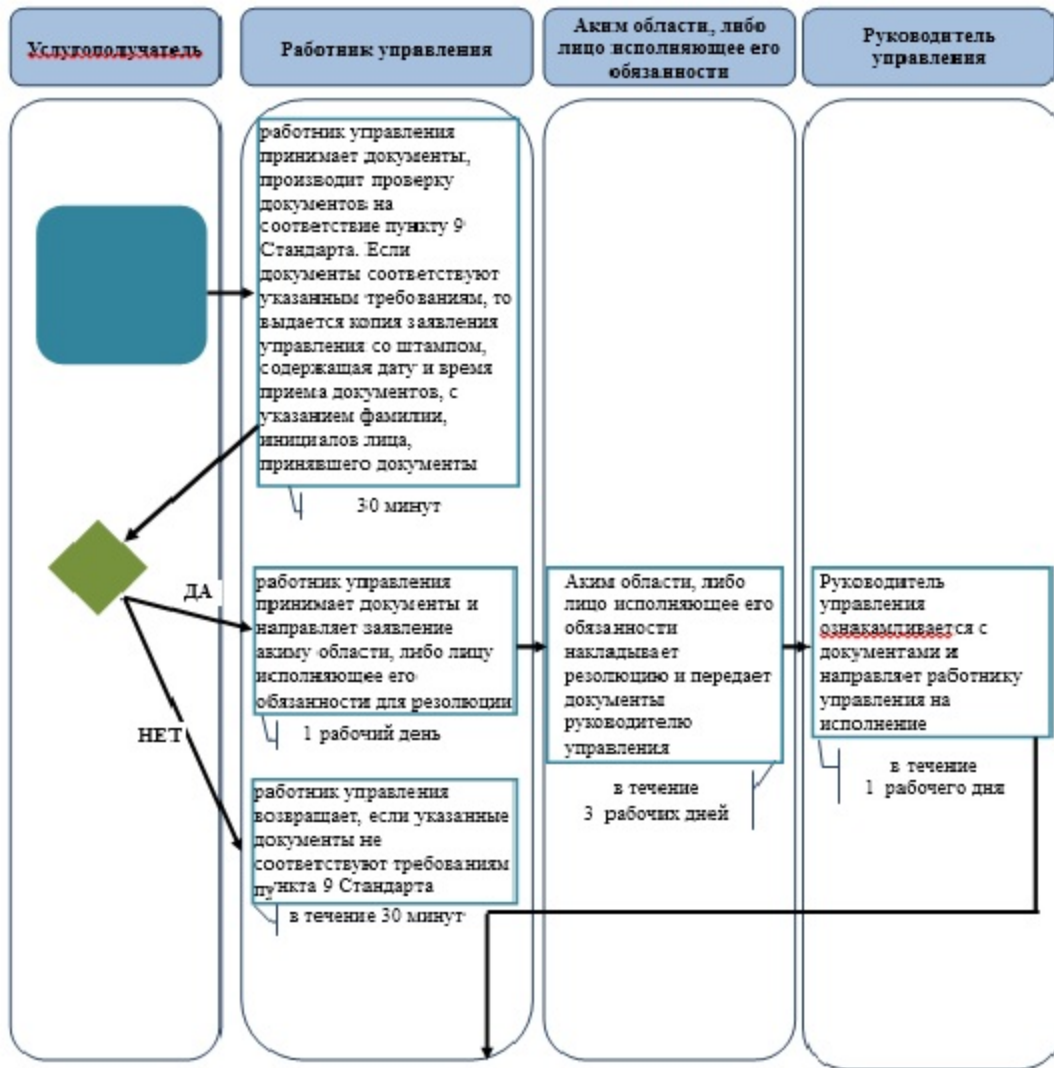 Услугополучатель
Работник управления
Аким области, либо
лицо исполняющее его
обязанности
Руководитель
управления
работник управления
принимает документы,
производит проверку
документов на
соответствие пункту 9
Стандарта. Если
документы соответствуют
указанным требованиям, то
выдается копия заявления
управления со штампом,
содержащая дату и время
приема документов, с
указанием фамилии,
инициалов лица,
принявшего документы
30 минут
ДА
работник управления
принимает документы и
направляет заявление
акиму области, либо лицу
исполняющее его
обязанности для резолюции
1 рабочий день
Аким области, либо
лицо исполняющее его
обязанности
накладывает
резолюцию и передает
документы
руководителю
управления
в течение
3 рабочих дней
Руководитель
управления
ознакамливается с
документами и
направляет работнику
управления на
исполнение
в течение
1 рабочего дня
НЕТ
работник управления
возвращает, если указанные
документы не
соответствуют требованиям
пункта 9 Стандарта
в течение 30 минут